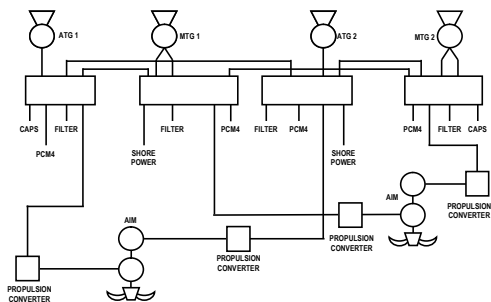 ATG 1
MTG 1
ATG 2
MTG 2
CAPS
FILTER
FILTER
PCM4
FILTER
PCM4
PCM4
FILTER
CAPS
PCM4
SHORE
POWER
SHORE
POWER
AIM
PROPULSION
CONVERTER
AIM
PROPULSION
CONVERTER
PROPULSION
CONVERTER
PROPULSION
CONVERTER